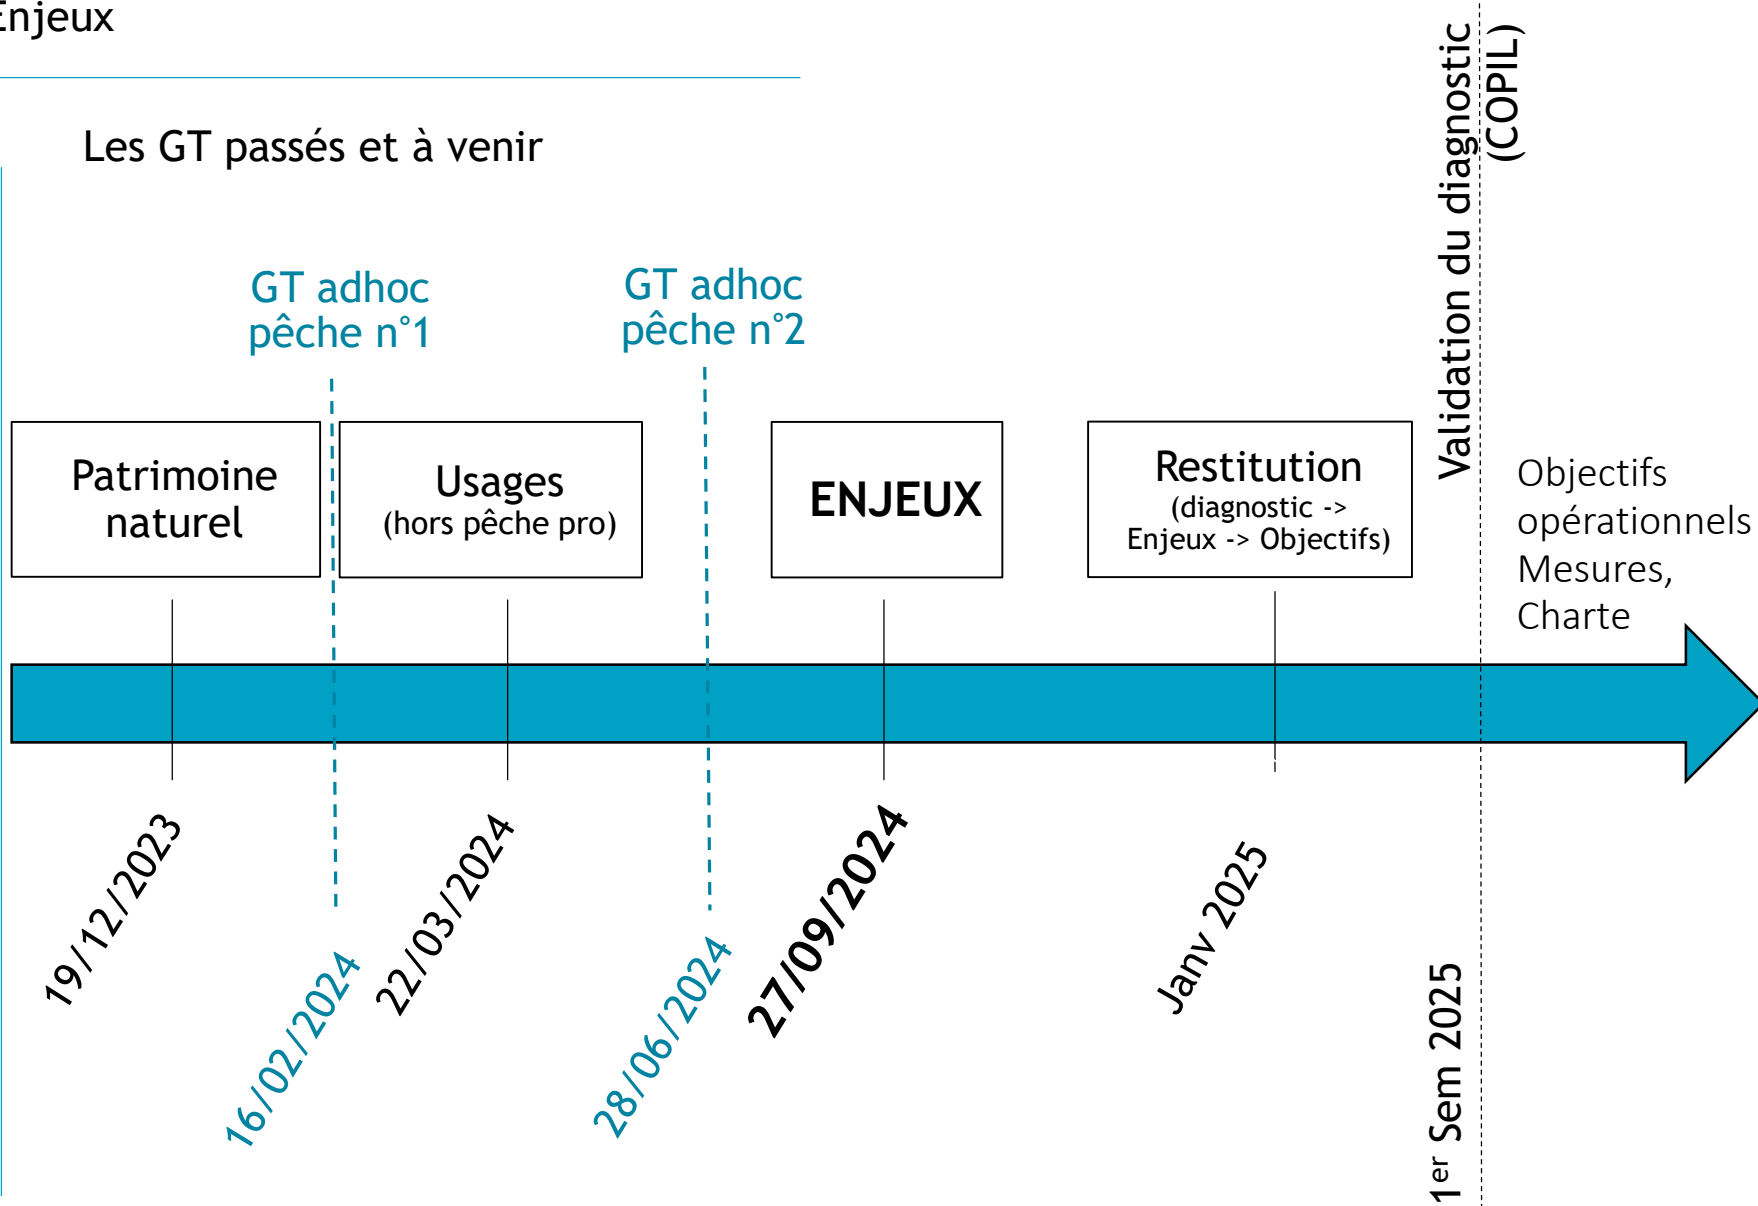 Enjeux
Les GT passés et à venir
Validation du diagnostic
(COPIL)
GT adhoc
pêche n°1
GT adhoc
pêche n°2
Patrimoine
naturel
Usages
(hors pêche pro)
ENJEUX
Restitution
(diagnostic ->
Enjeux -> Objectifs)
Objectifs
opérationnels
Mesures,
Charte
19/12/2023
16/02/2024
22/03/2024
28/06/2024
27/09/2024
Janv 2025
1er Sem 2025